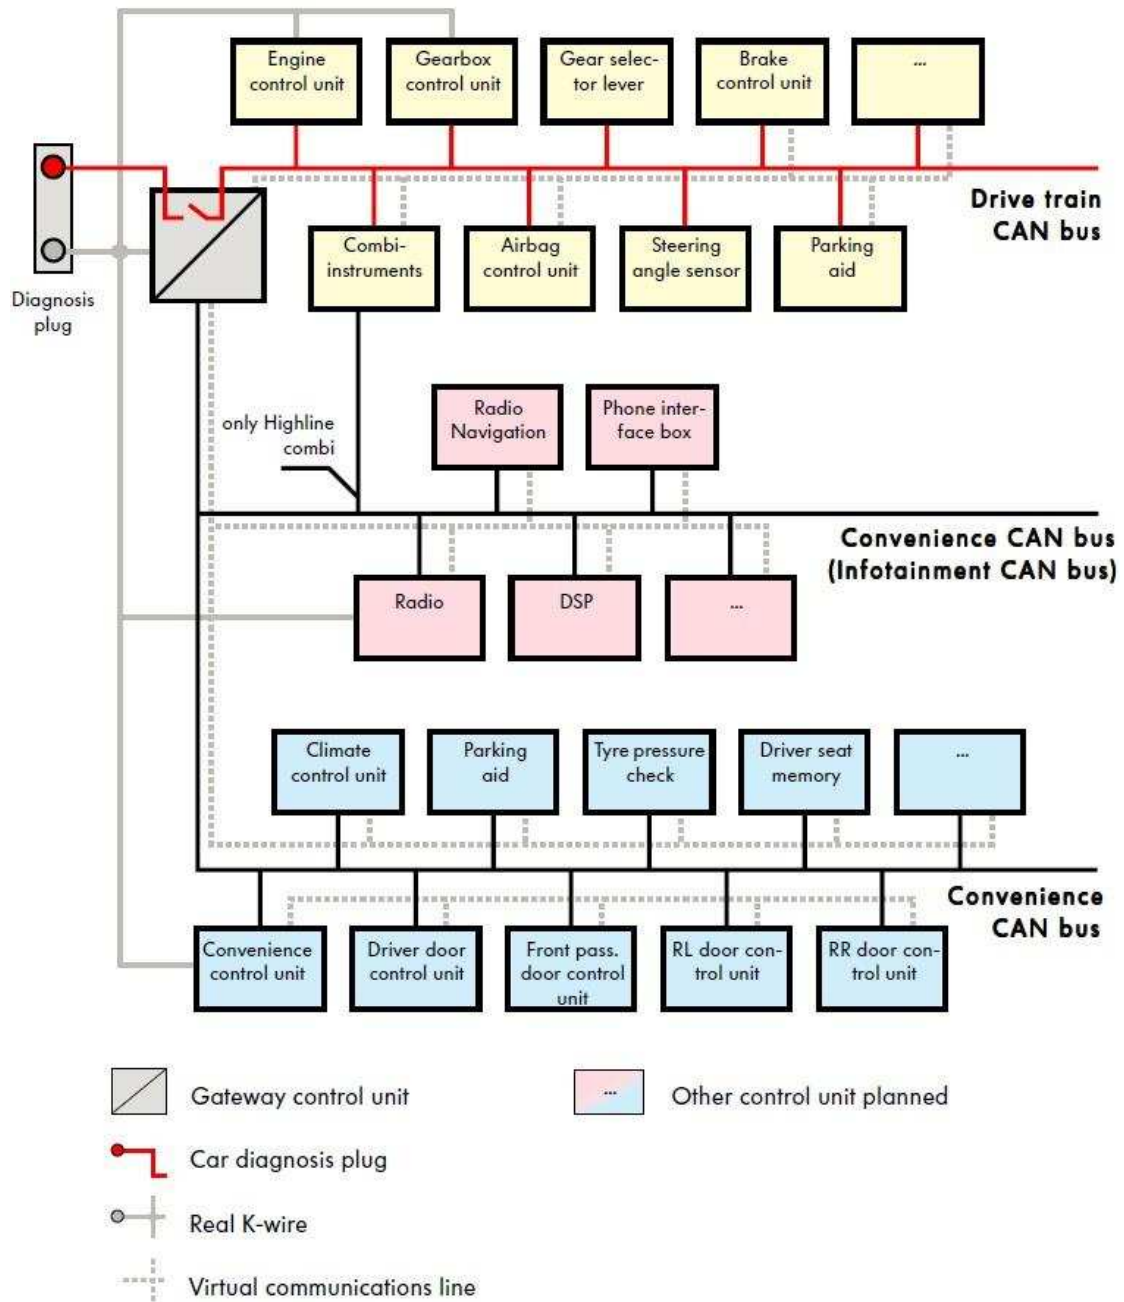 Engine
control unit
Gearbox
control unit
Gear selec-
tor lever
Brake
control unit
...
Drive train
CAN bus
Combi-
instruments
Airbag
control unit
Steering
angle sensor
Parking
aid
Diagnosis
plug
only Highline
combi
Radio
Navigation
Phone inter-
face box
Convenience CAN bus
(Infotainment CAN bus)
Radio
DSP
...
Climate
control unit
Parking
aid
Tyre pressure
check
Driver seat
memory
...
Convenience
CAN bus
Convenience
control unit
Driver door
control unit
Front pass.
door control
unit
RL door con-
trol unit
RR door con-
trol unit
Gateway control unit
...
Other control unit planned
Car diagnosis plug
Real K-wire
Virtual communications line